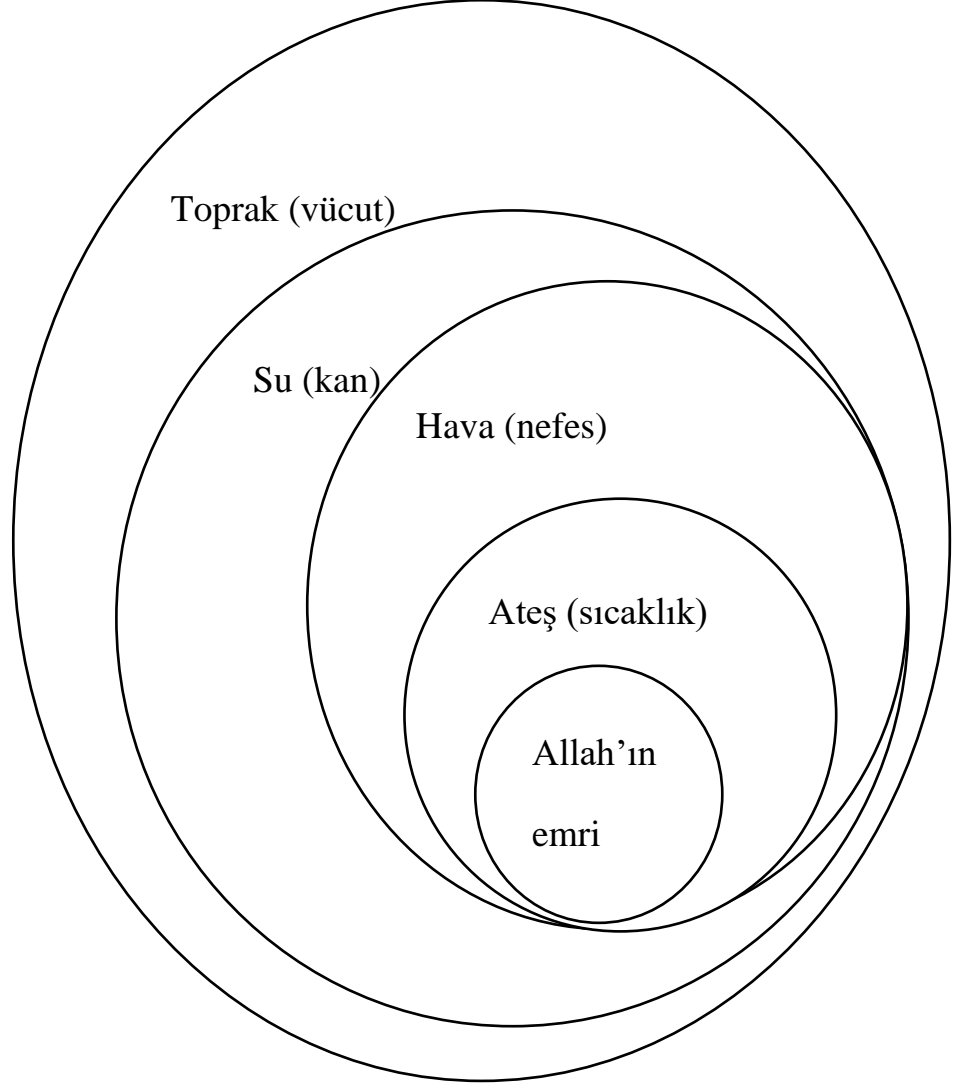 Toprak (vücut)
Su (kan)
Hava (nefes)
Ateş (sıcaklık)
Allah’ın
emri